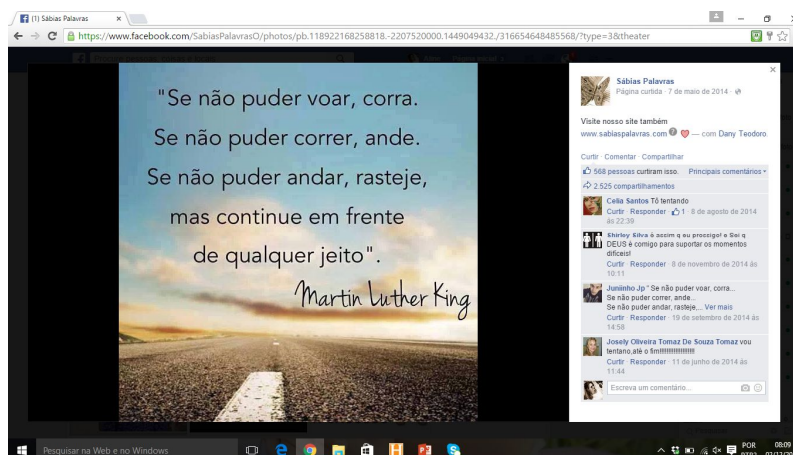 (1) Sábias Palavras
https://www.facebook.com/SabiasPalavrasO/photos/pb.118922168258818.-2207520000.1449049432./316654648485568/?type=3&theater
"Se não puder voar, corra.
Se não puder correr, ande.
Se não puder andar, rasteje,
mas continue em frente
de qualquer jeito".
Martin Luther King
Sábias Palavras
Página curtida · 7 de maio de 2014 ·
Visite nosso site também
www.sabiaspalavras.com — com Dany Teodoro.
Curtir · Comentar · Compartilhar
568 pessoas curtiram isso. Principais comentários
2.525 compartilhamentos
Celia Santos Tô tentando
Curtir · Responder · 1 · 8 de agosto de 2014
às 22:39
Shirley Silva é assim q eu prossigo! a Sei q
DEUS é comigo para suportar os momentos
dificeis!
Curtir · Responder · 8 de novembro de 2014 às
10:11
Juniinho Jp " Se não puder voar, corra...
Se não puder correr, ande...
Se não puder andar, rasteje,... Ver mais
Curtir · Responder · 19 de setembro de 2014 às
14:58
Josely Oliveira Tomaz De Souza Tomaz vou
tentano,até o fim!!!!!!!!!!!!!!!!!!!!
Curtir · Responder · 11 de junho de 2014 às
11:44
Escreva um comentário...
Pesquisar na Web e no Windows
POR 08:09